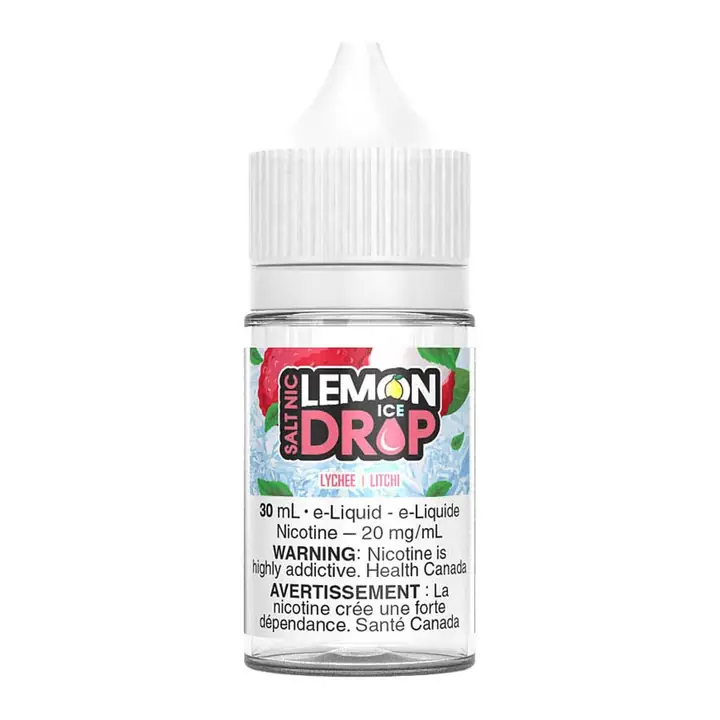 SALT NIC
LEMON
ICE
DROP
LYCHEE | LITCHI
30 mL • e-Liquid - e-Liquide
Nicotine – 20 mg/mL
WARNING: Nicotine is
highly addictive. Health Canada
AVERTISSEMENT : La
nicotine crée une forte
dépendance. Santé Canada